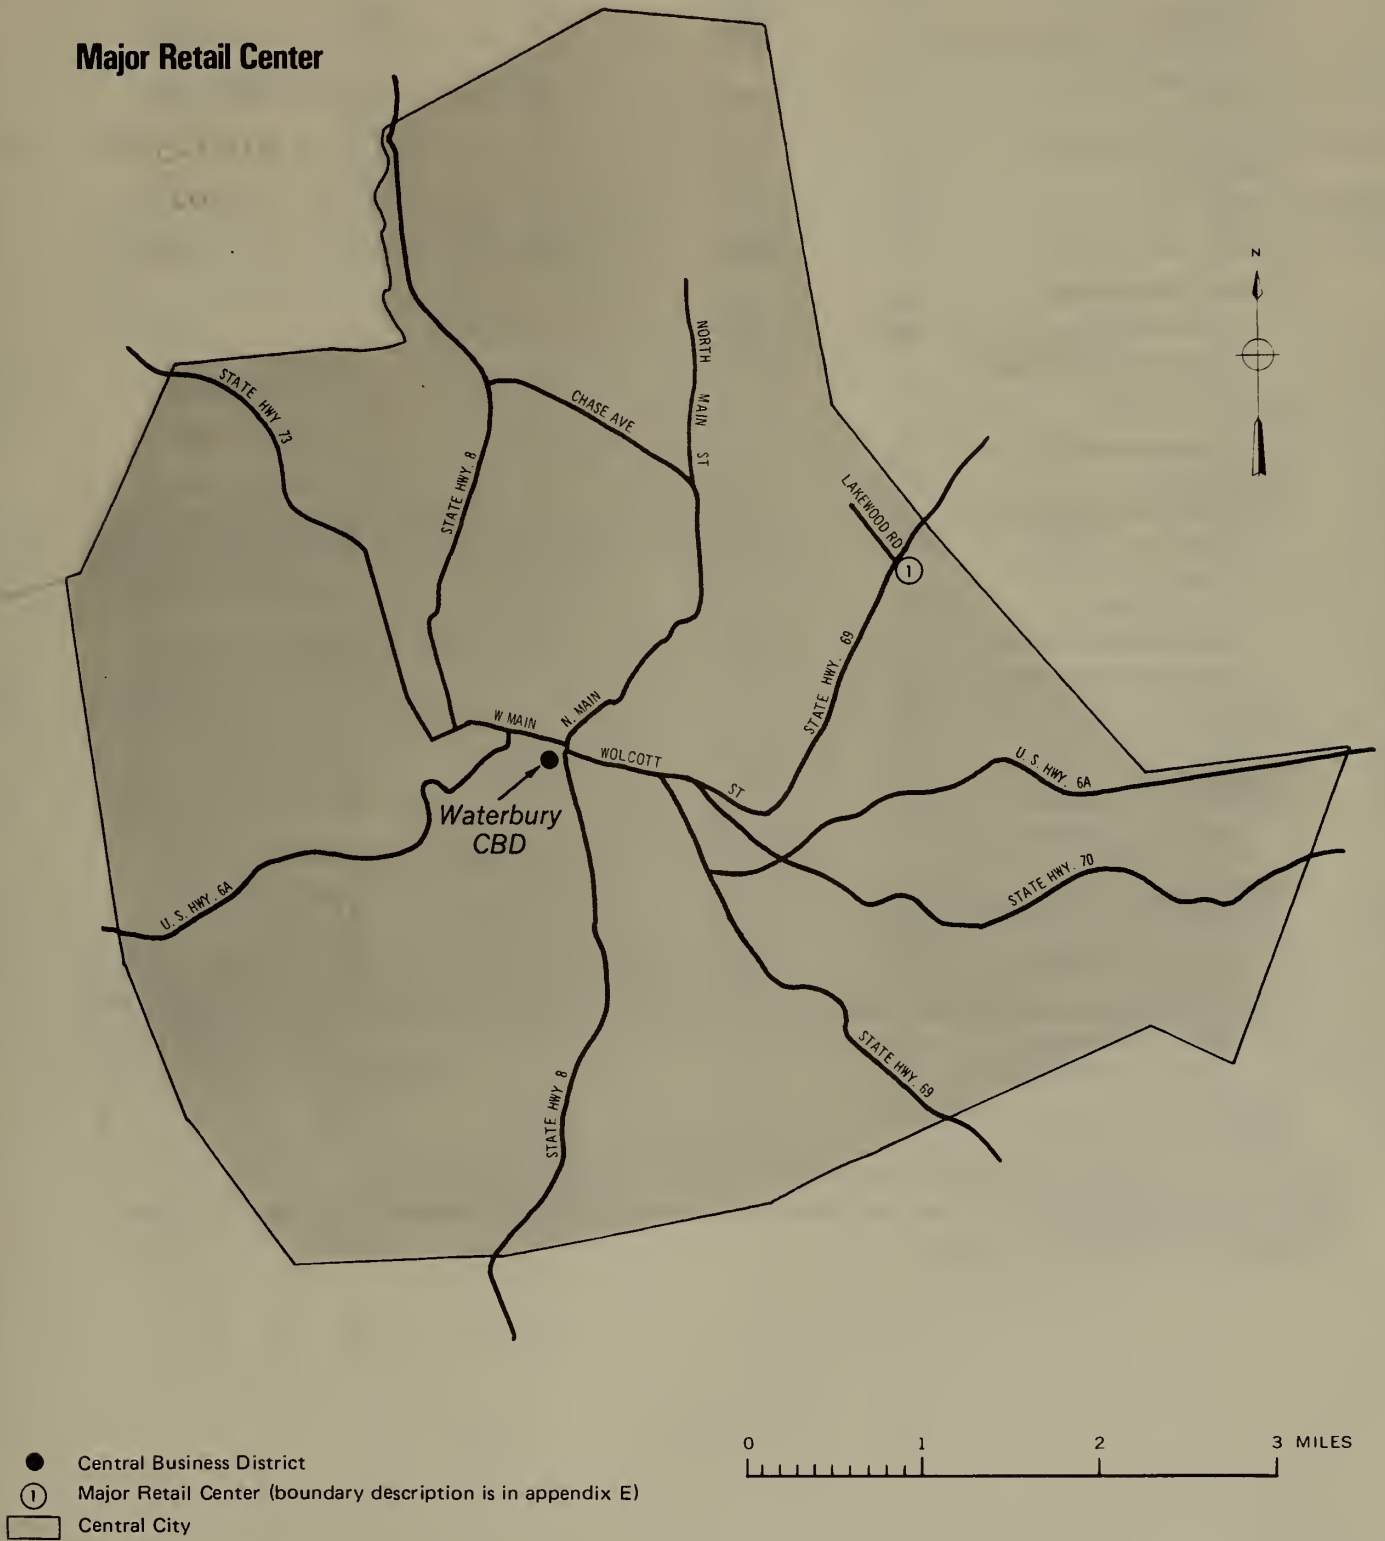 Major Retail Center
N
STATE HWY 73
CHASE AVE
NORTH MAIN ST
STATE HWY. 8
LAKEWOOD RD
1
STATE HWY. 69
W MAIN
N. MAIN
WOLCOTT ST
U. S. HWY. 6A
Waterbury
CBD
STATE HWY. 70
U. S. HWY. 6A
STATE HWY. 69
STATE HWY 8
0 1 2 3 MILES
Central Business District
1 Major Retail Center (boundary description is in appendix E)
Central City